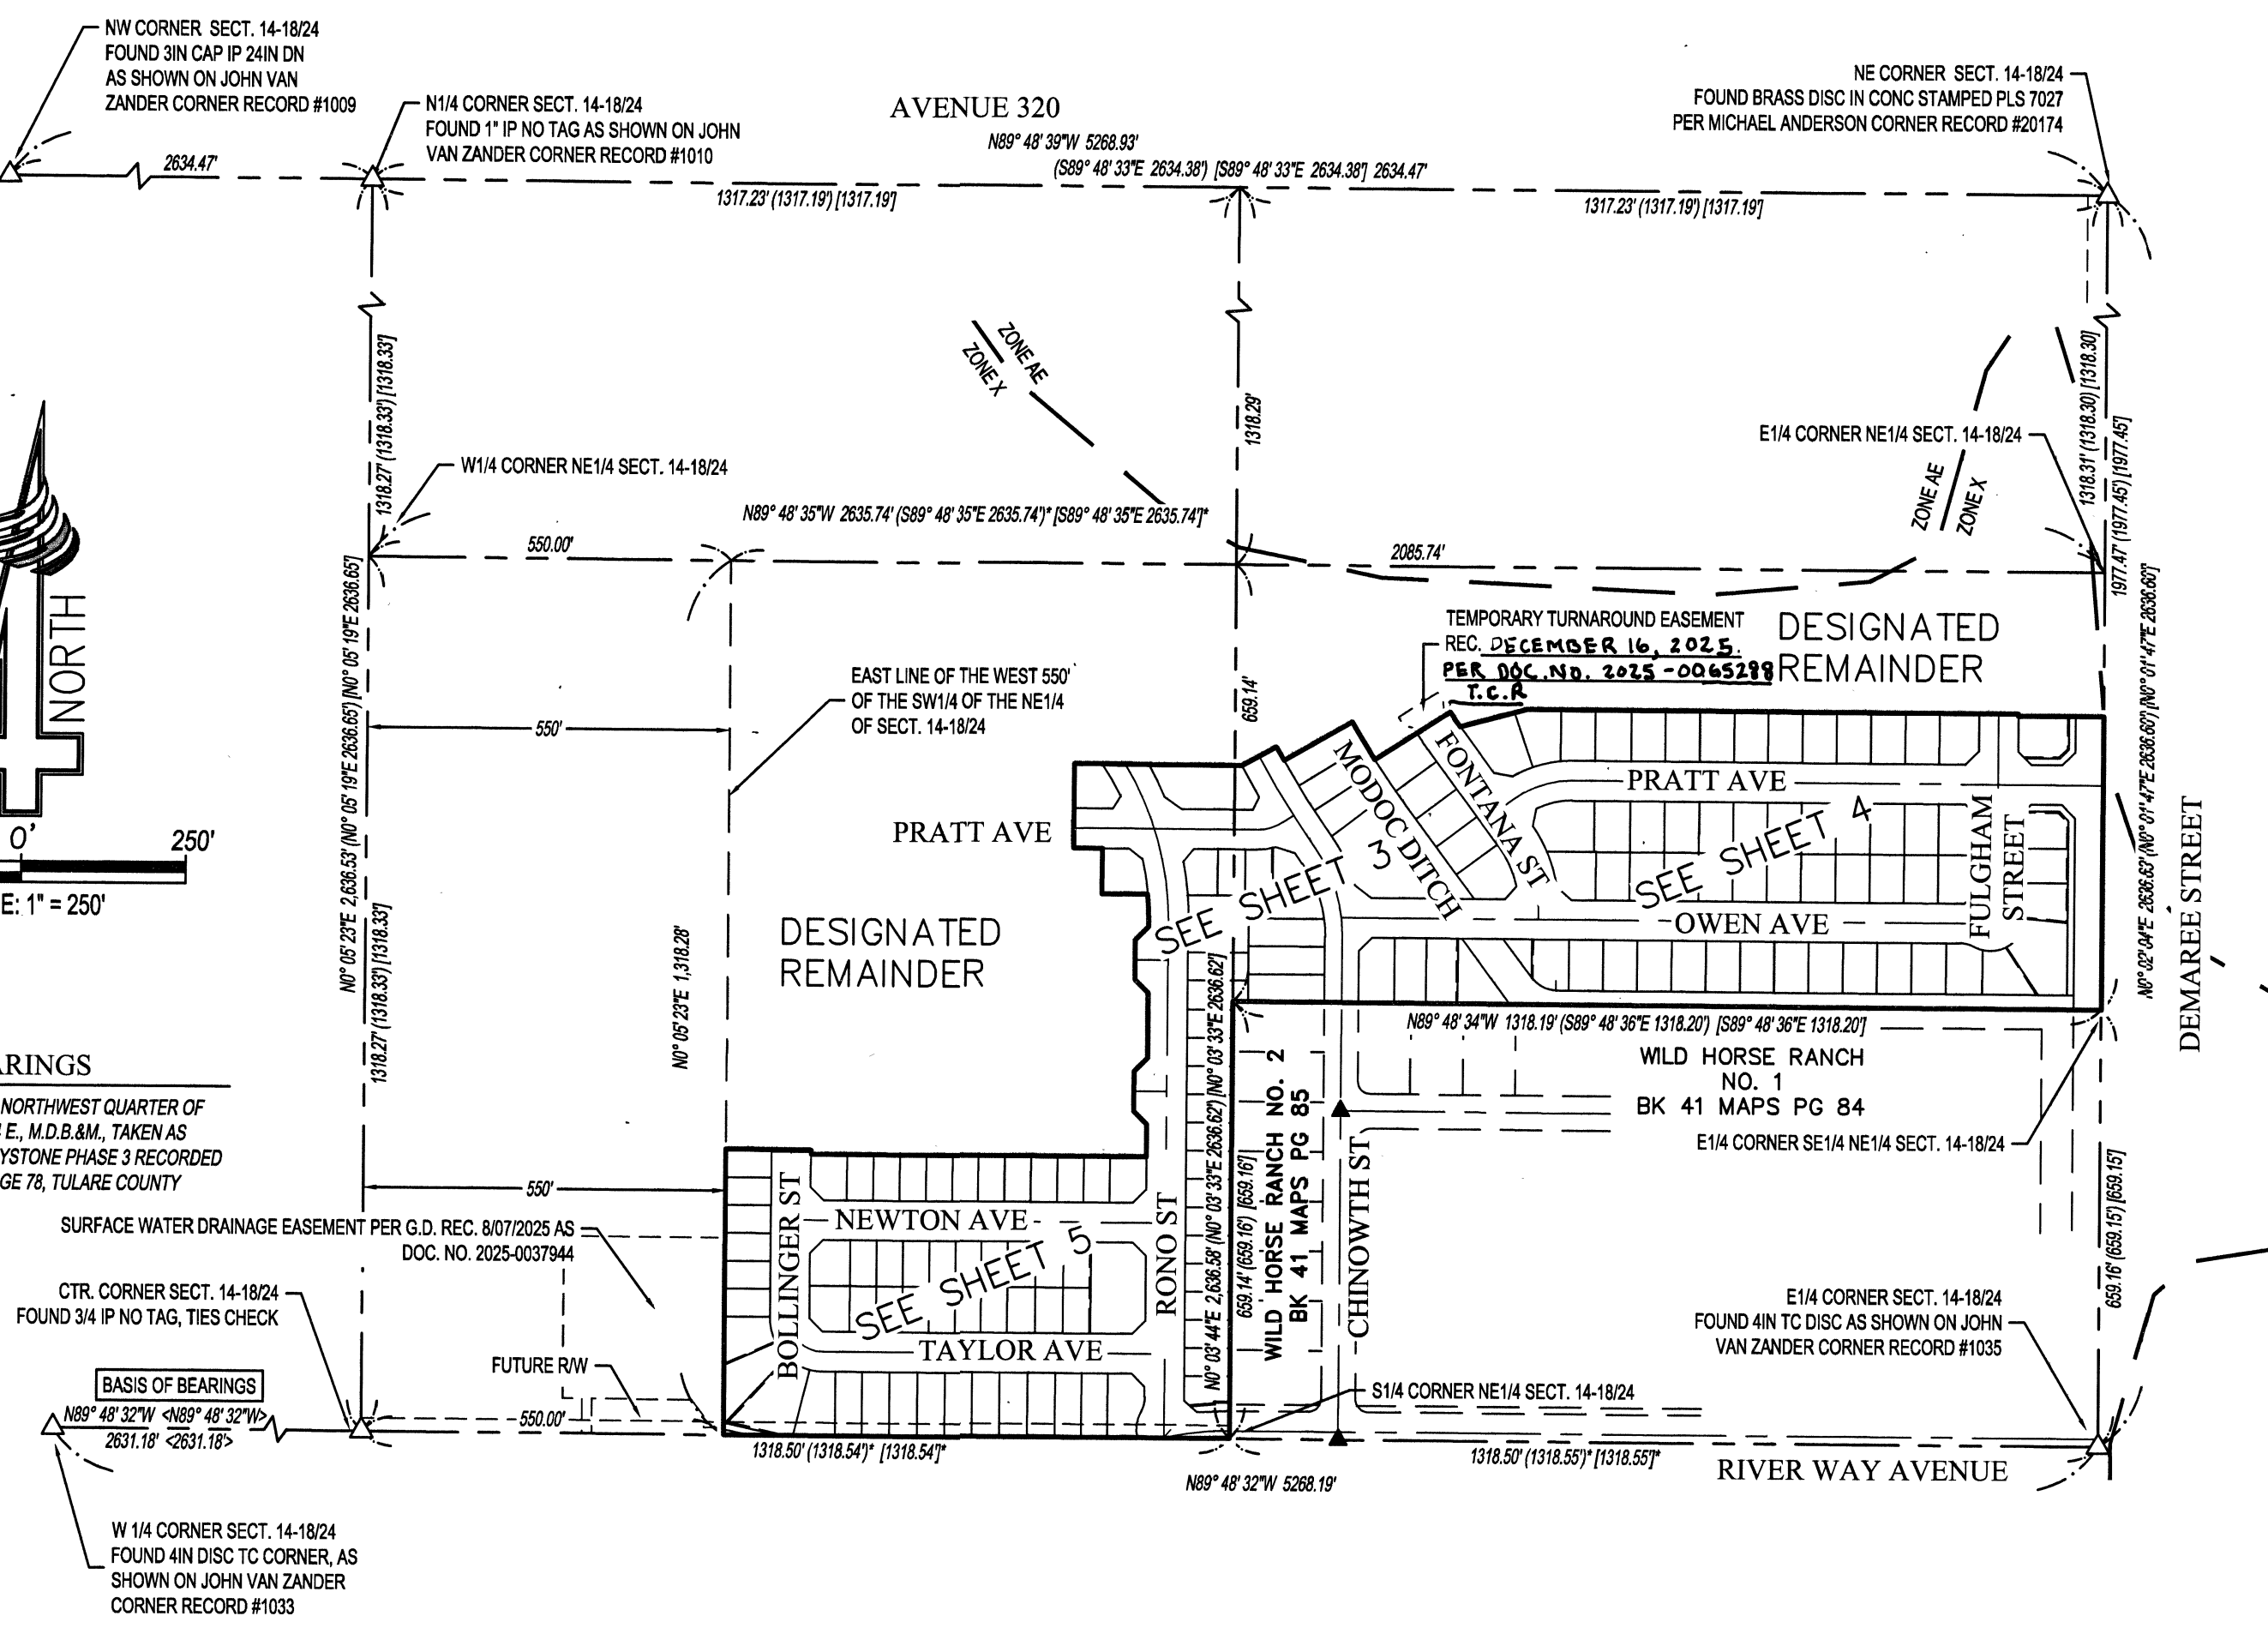 NW CORNER SECT. 14-18/24
FOUND 3IN CAP IP 24IN DN
AS SHOWN ON JOHN VAN
ZANDER CORNER RECORD #1009
N1/4 CORNER SECT. 14-18/24
FOUND 1" IP NO TAG AS SHOWN ON JOHN
VAN ZANDER CORNER RECORD #1010
AVENUE 320
N89° 48' 39"W 5268.93'
(S89° 48' 33"E 2634.38') [S89° 48' 33"E 2634.38'] 2634.47'
NE CORNER SECT. 14-18/24
FOUND BRASS DISC IN CONC STAMPED PLS 7027
PER MICHAEL ANDERSON CORNER RECORD #20174
2634.47'
1317.23' (1317.19') [1317.19']
1317.23' (1317.19') [1317.19']
1318.27' (1318.33') [1318.33']
ZONE AE
ZONE X
1318.29'
1318.31' (1318.30) [1318.30]
1977.47' (1977.45') [1977.45']
E1/4 CORNER NE1/4 SECT. 14-18/24
ZONE AE
ZONE X
W1/4 CORNER NE1/4 SECT. 14-18/24
N89° 48' 35"W 2635.74' (S89° 48' 35"E 2635.74')* [S89° 48' 35"E 2635.74']*
550.00'
2085.74'
N0° 05' 23"E 2,636.53' (N0° 05' 19"E 2636.65') [N0° 05' 19"E 2636.65']
NORTH
TEMPORARY TURNAROUND EASEMENT
REC. DECEMBER 16, 2025.
PER DOC. NO. 2025-0065288
T.C.R
DESIGNATED
REMAINDER
EAST LINE OF THE WEST 550'
OF THE SW1/4 OF THE NE1/4
OF SECT. 14-18/24
659.14'
550'
N0° 02' 04"E 2636.63' (N0° 01' 47"E 2636.60') [N0° 01' 47"E 2636.60']
DEMAREE STREET
0' 250'
E: 1" = 250'
PRATT AVE
MODOC DITCH
FONTANA ST
PRATT AVE
FULGHAM
STREET
SEE SHEET 3
SEE SHEET 4
OWEN AVE
DESIGNATED
REMAINDER
1318.27' (1318.33') [1318.33']
N0° 05' 23"E 1,318.28'
N89° 48' 34"W 1318.19' (S89° 48' 36"E 1318.20') [S89° 48' 36"E 1318.20']
WILD HORSE RANCH
NO. 1
BK 41 MAPS PG 84
E1/4 CORNER SE1/4 NE1/4 SECT. 14-18/24
RINGS
NORTHWEST QUARTER OF
E., M.D.B.&M., TAKEN AS
YSTONE PHASE 3 RECORDED
GE 78, TULARE COUNTY
550'
SURFACE WATER DRAINAGE EASEMENT PER G.D. REC. 8/07/2025 AS
DOC. NO. 2025-0037944
BOLLINGER ST
NEWTON AVE
SEE SHEET 5
TAYLOR AVE
RONO ST
N0° 03' 44"E 2,636.58' (N0° 03' 33"E 2636.62') [N0° 03' 33"E 2636.62']
659.14' (659.16') [659.16']
WILD HORSE RANCH NO. 2
BK 41 MAPS PG 85
CHINOWTH ST
659.16' (659.15') [659.15']
CTR. CORNER SECT. 14-18/24
FOUND 3/4 IP NO TAG, TIES CHECK
E1/4 CORNER SECT. 14-18/24
FOUND 4IN TC DISC AS SHOWN ON JOHN
VAN ZANDER CORNER RECORD #1035
FUTURE R/W
BASIS OF BEARINGS
N89° 48' 32"W <N89° 48' 32"W>
2631.18' <2631.18'>
550.00'
S1/4 CORNER NE1/4 SECT. 14-18/24
1318.50' (1318.54')* [1318.54']*
1318.50' (1318.55')* [1318.55']*
N89° 48' 32"W 5268.19'
RIVER WAY AVENUE
W 1/4 CORNER SECT. 14-18/24
FOUND 4IN DISC TC CORNER, AS
SHOWN ON JOHN VAN ZANDER
CORNER RECORD #1033